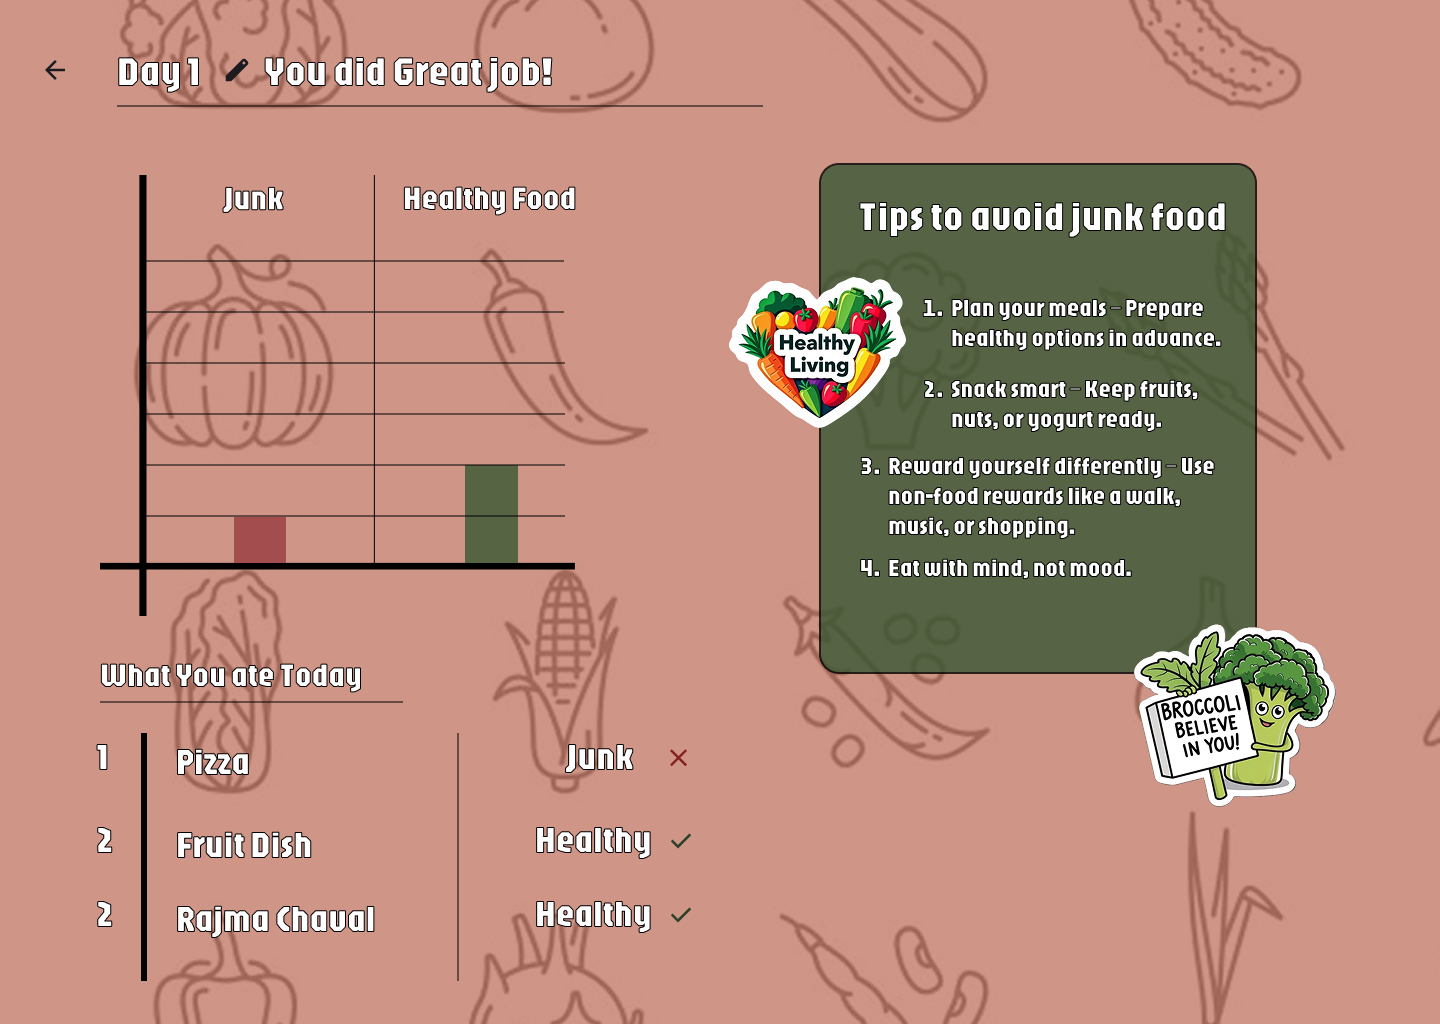 Day 1 You did Great job!
Junk Healthy Food
Tips to avoid junk food
1. Plan your meals – Prepare
healthy options in advance.
2. Snack smart – Keep fruits,
nuts, or yogurt ready.
3. Reward yourself differently – Use
non-food rewards like a walk,
music, or shopping.
4. Eat with mind, not mood.
Healthy
Living
BROCCOLI
BELIEVE
IN YOU!
What You ate Today
1 Pizza Junk
2 Fruit Dish Healthy
2 Rajma Chaval Healthy